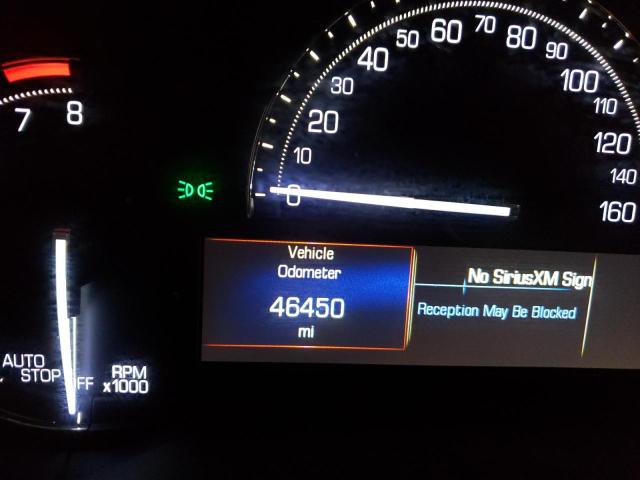 7
8
0
10
20
30
40
50
60
70
80
90
100
110
120
140
160
Vehicle
Odometer
46450
mi
No SiriusXM Sign
Reception May Be Blocked
AUTO
STOP
FF
RPM
x1000